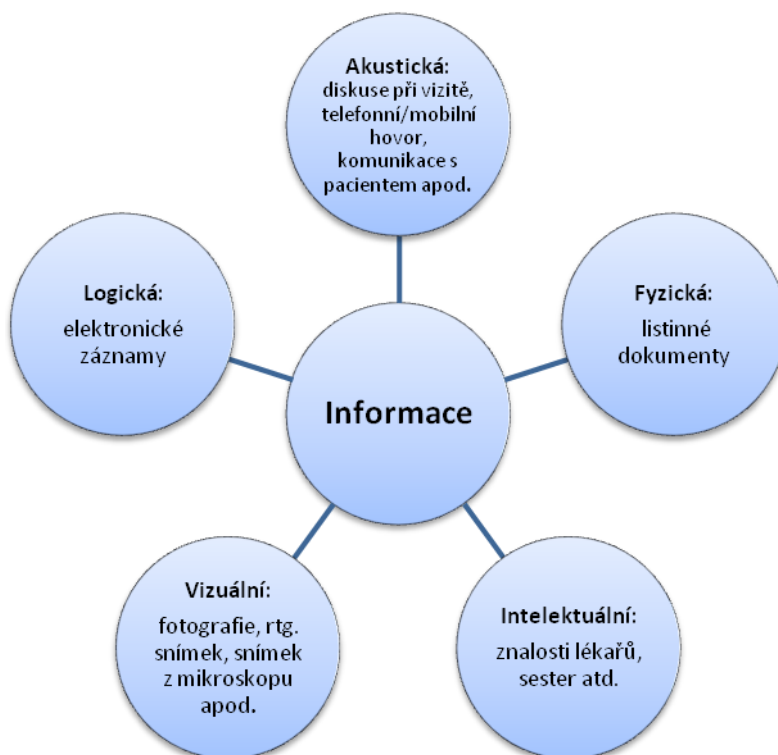 Akustická:
diskuse při vizitě,
telefonní/mobilní
hovor,
komunikace s
pacientem apod.
Logická:
elektronické
záznamy
Fyzická:
listinné
dokumenty
Informace
Vizuální:
fotografie, rtg.
snímek, snímek
z mikroskopu
apod.
Intelektuální:
znalosti lékařů,
sester atd.